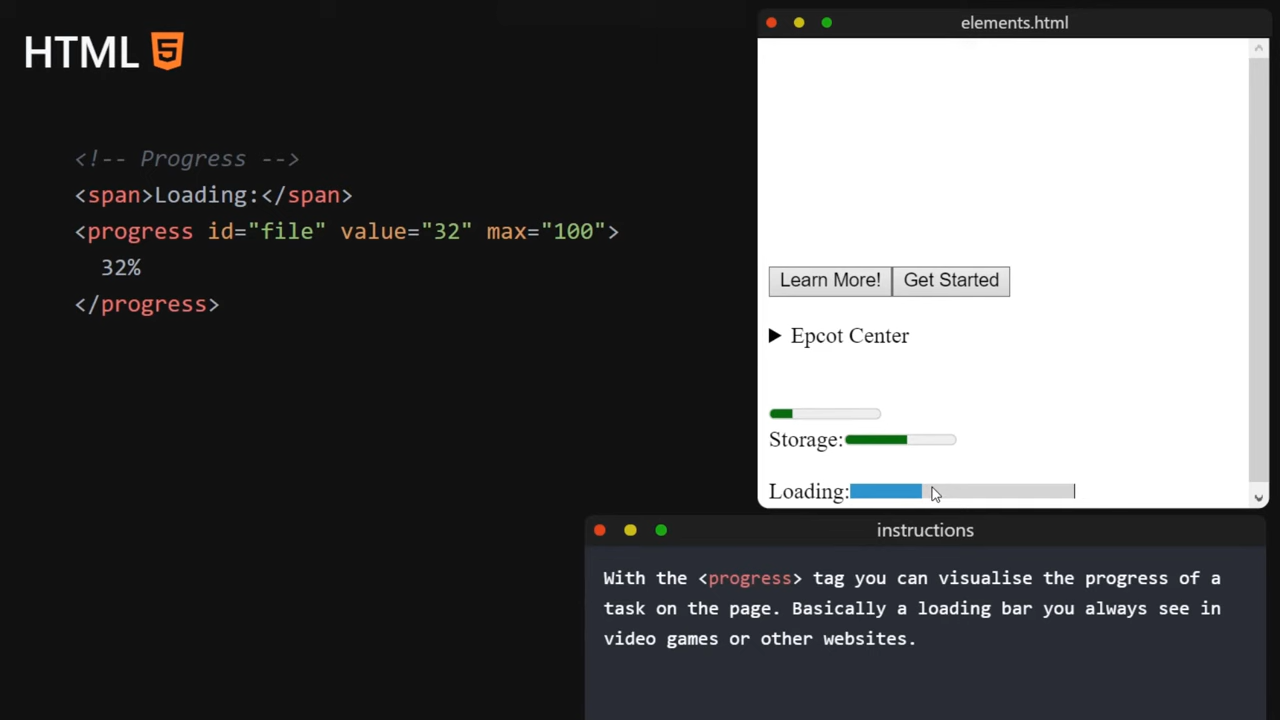 HTML 5
<!-- Progress -->
<span>Loading:</span>
<progress id="file" value="32" max="100">
32%
</progress>
elements.html
Learn More! Get Started
▶ Epcot Center
Storage:
Loading:
instructions
With the <progress> tag you can visualise the progress of a
task on the page. Basically a loading bar you always see in
video games or other websites.